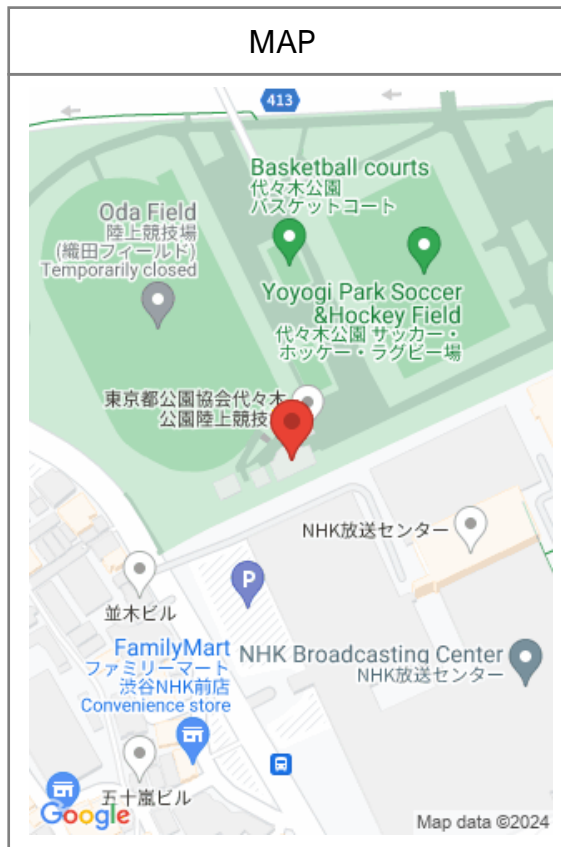 MAP
413
Basketball courts
代々木公園
バスケットコート
Oda Field
陸上競技場
(織田フィールド)
Temporarily closed
Yoyogi Park Soccer
&Hockey Field
代々木公園 サッカー・
ホッケー・ラグビー場
東京都公園協会代々木
公園陸上競技
NHK放送センター
P
並木ビル
FamilyMart
ファミリーマート
渋谷NHK前店
Convenience store
NHK Broadcasting Center
NHK放送センター
五十嵐ビル
Google
Map data ©2024